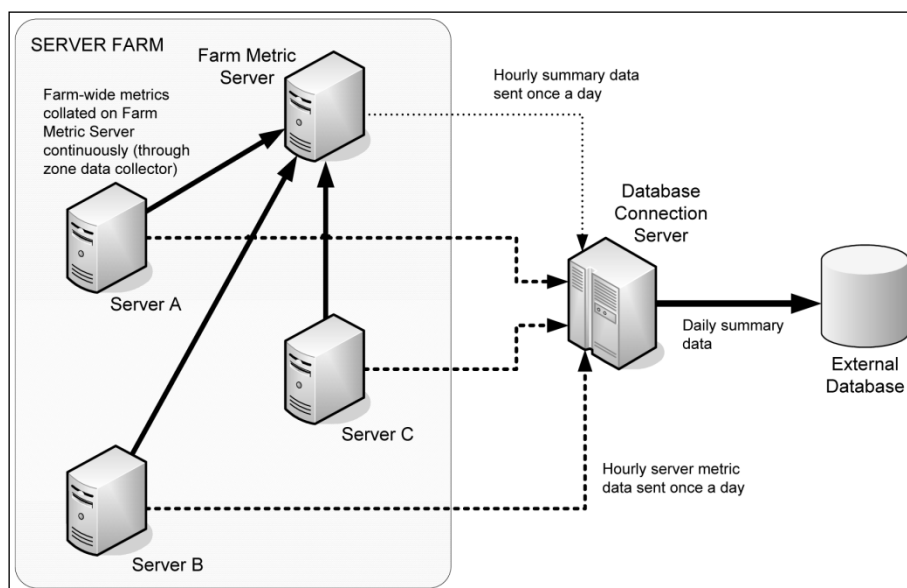 SERVER FARM
Farm Metric
Server
Farm-wide metrics
collated on Farm
Metric Server
continuously (through
zone data collector)
Server A
Server C
Server B
Hourly summary data
sent once a day
Database
Connection
Server
Daily summary
data
External
Database
Hourly server metric
data sent once a day